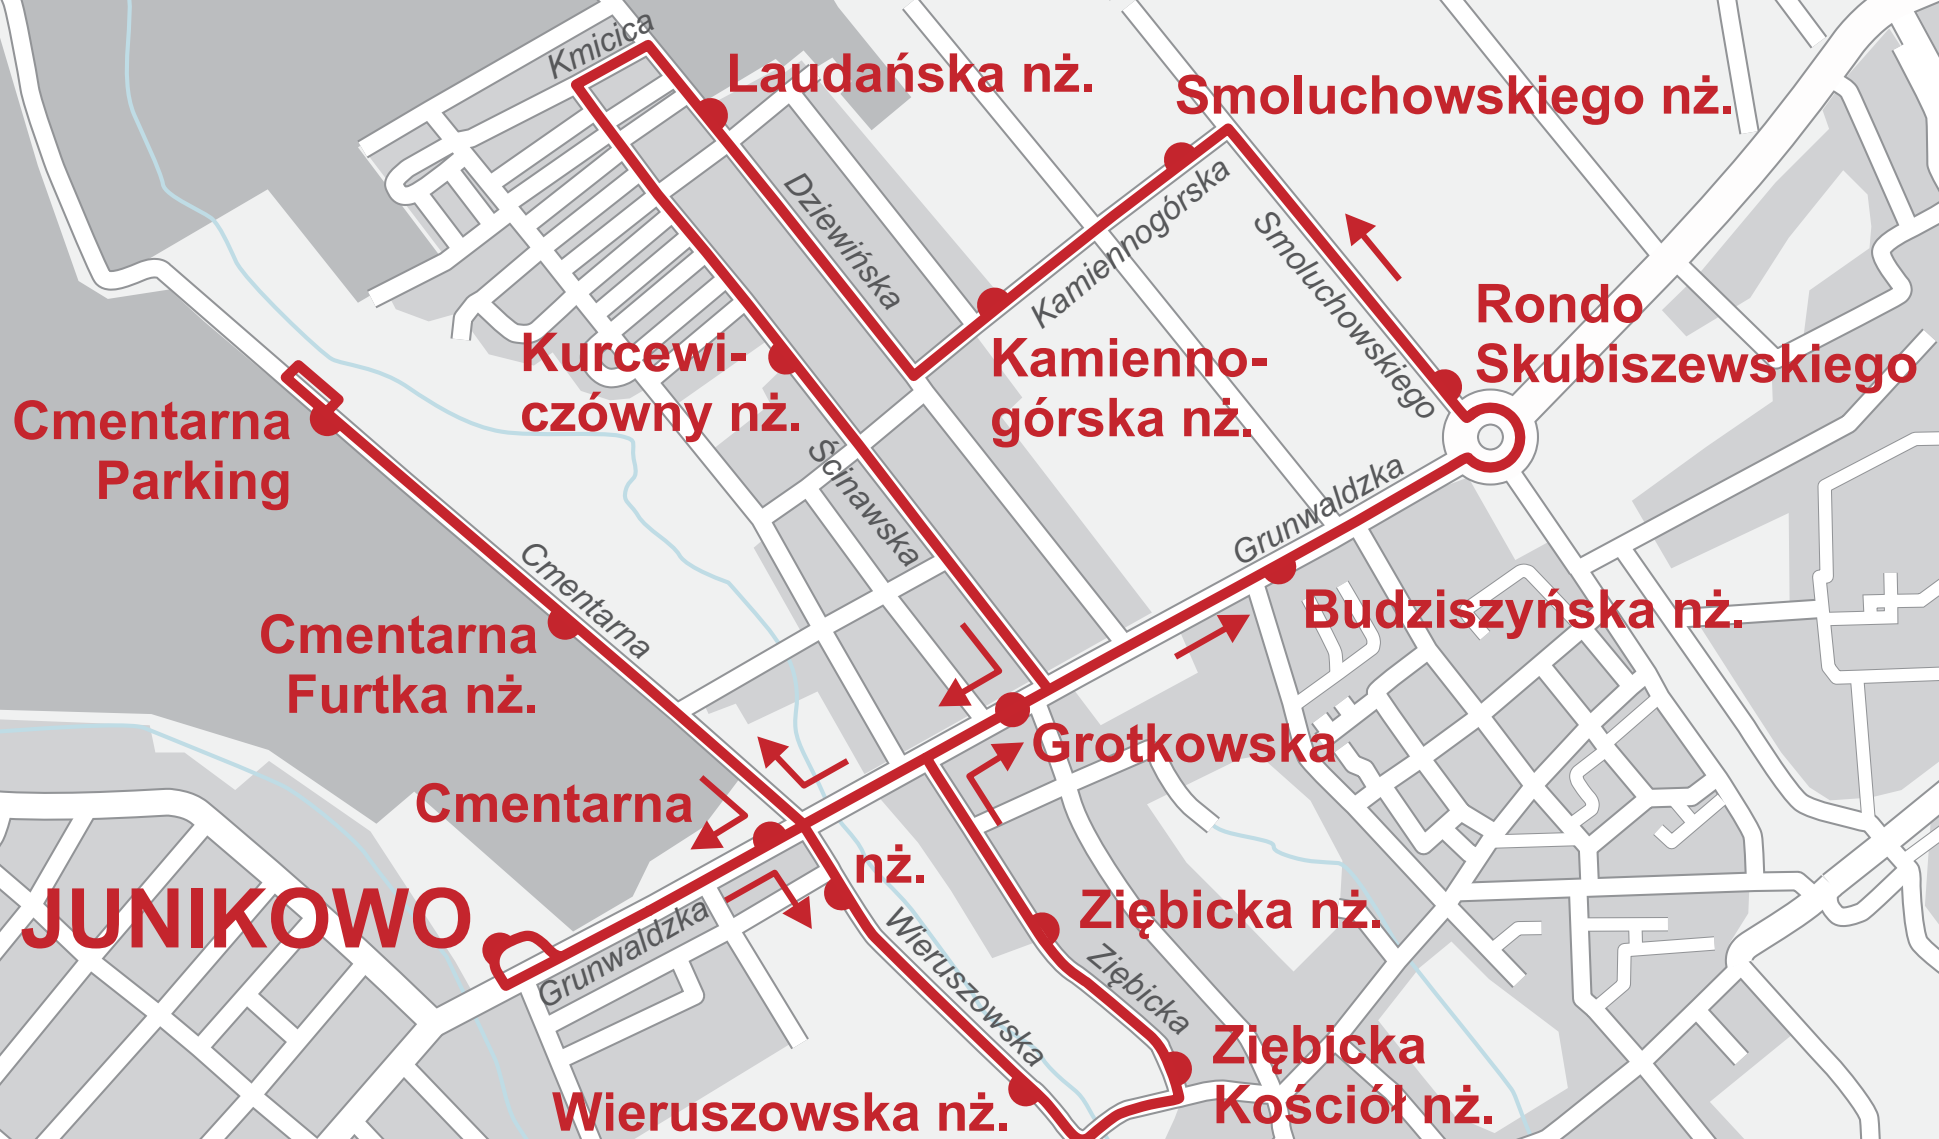 Kmicica
Laudańska nż.
Smoluchowskiego nż.
Dziewińska
Kamiennogórska
Smoluchowskiego
Rondo
Skubiszewskiego
Kurcewi-
czówny nż.
Kamienno-
górska nż.
Cmentarna
Parking
Ścinawska
Grunwaldzka
Cmentarna
Budziszyńska nż.
Cmentarna
Furtka nż.
Grotkowska
Cmentarna
nż.
JUNIKOWO
Grunwaldzka
Wieruszowska
Ziębicka nż.
Ziębicka
Ziębicka
Kościół nż.
Wieruszowska nż.